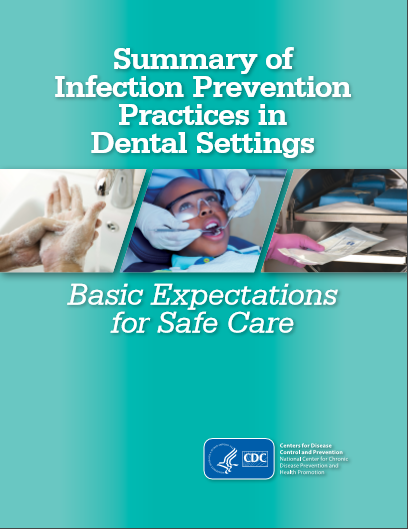 Summary of
Infection Prevention
Practices in
Dental Settings
Basic Expectations
for Safe Care
CDC
Centers for Disease
Control and Prevention
National Center for Chronic
Disease Prevention and
Health Promotion